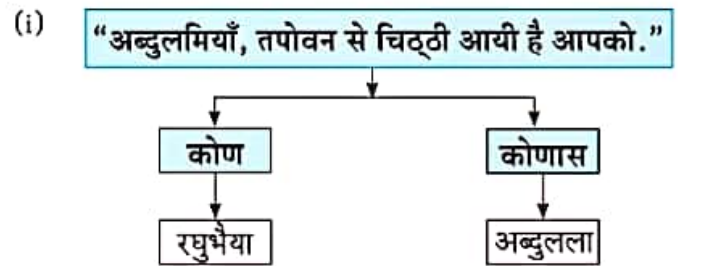 (i)
“अब्दुलमियाँ, तपोवन से चिठ्ठी आयी है आपको.”
कोण कोणास
रघुभैया अब्दुलला